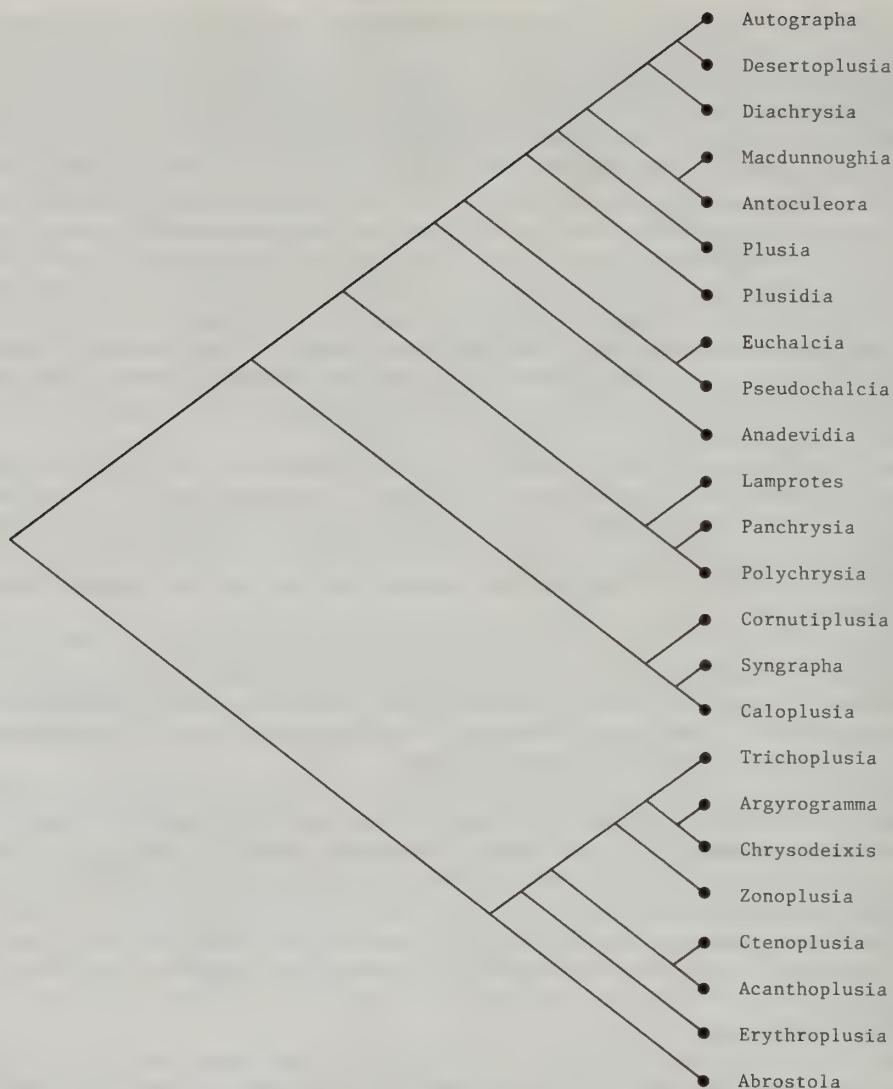 Autographa
Desertoplusia
Diachrysia
Macdunnoughia
Antoculeora
Plusia
Plusidia
Euchalcia
Pseudochalcia
Anadevidia
Lamprotes
Panchrysia
Polychrysia
Cornutiplusia
Syngrapha
Caloplusia
Trichoplusia
Argyrogramma
Chrysodeixis
Zonoplusia
Ctenoplusia
Acanthoplusia
Erythroplusia
Abrostola